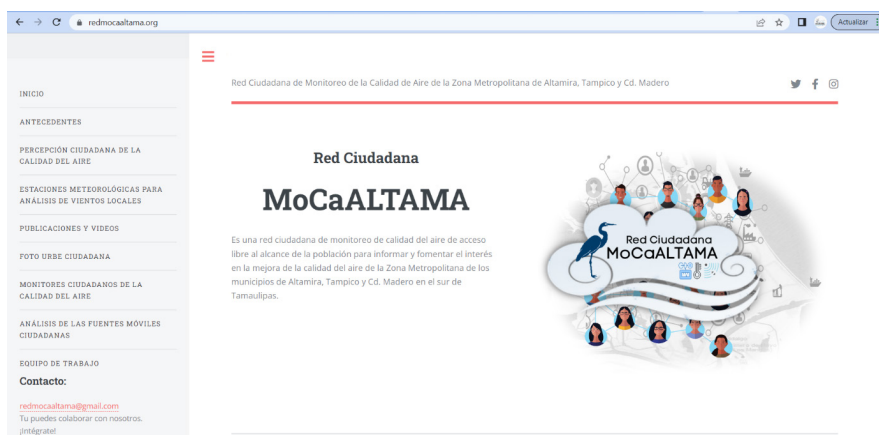 redmocaaltama.org
Actualizar
INICIO
ANTECEDENTES
PERCEPCIÓN CIUDADANA DE LA
CALIDAD DEL AIRE
ESTACIONES METEOROLÓGICAS PARA
ANÁLISIS DE VIENTOS LOCALES
PUBLICACIONES Y VIDEOS
FOTO URBE CIUDADANA
MONITORES CIUDADANOS DE LA
CALIDAD DEL AIRE
ANÁLISIS DE LAS FUENTES MÓVILES
CIUDADANAS
EQUIPO DE TRABAJO
Contacto:
redmocaaltama@gmail.com
Tu puedes colaborar con nosotros.
¡intégrate!
Red Ciudadana de Monitoreo de la Calidad de Aire de la Zona Metropolitana de Altamira, Tampico y Cd. Madero
Red Ciudadana
MoCaALTAMA
Es una red ciudadana de monitoreo de calidad del aire de acceso
libre al alcance de la población para informar y fomentar el interés
en la mejora de la calidad del aire de la Zona Metropolitana de los
municipios de Altamira, Tampico y Cd. Madero en el sur de
Tamaulipas.
Red Ciudadana
MoCaALTAMA